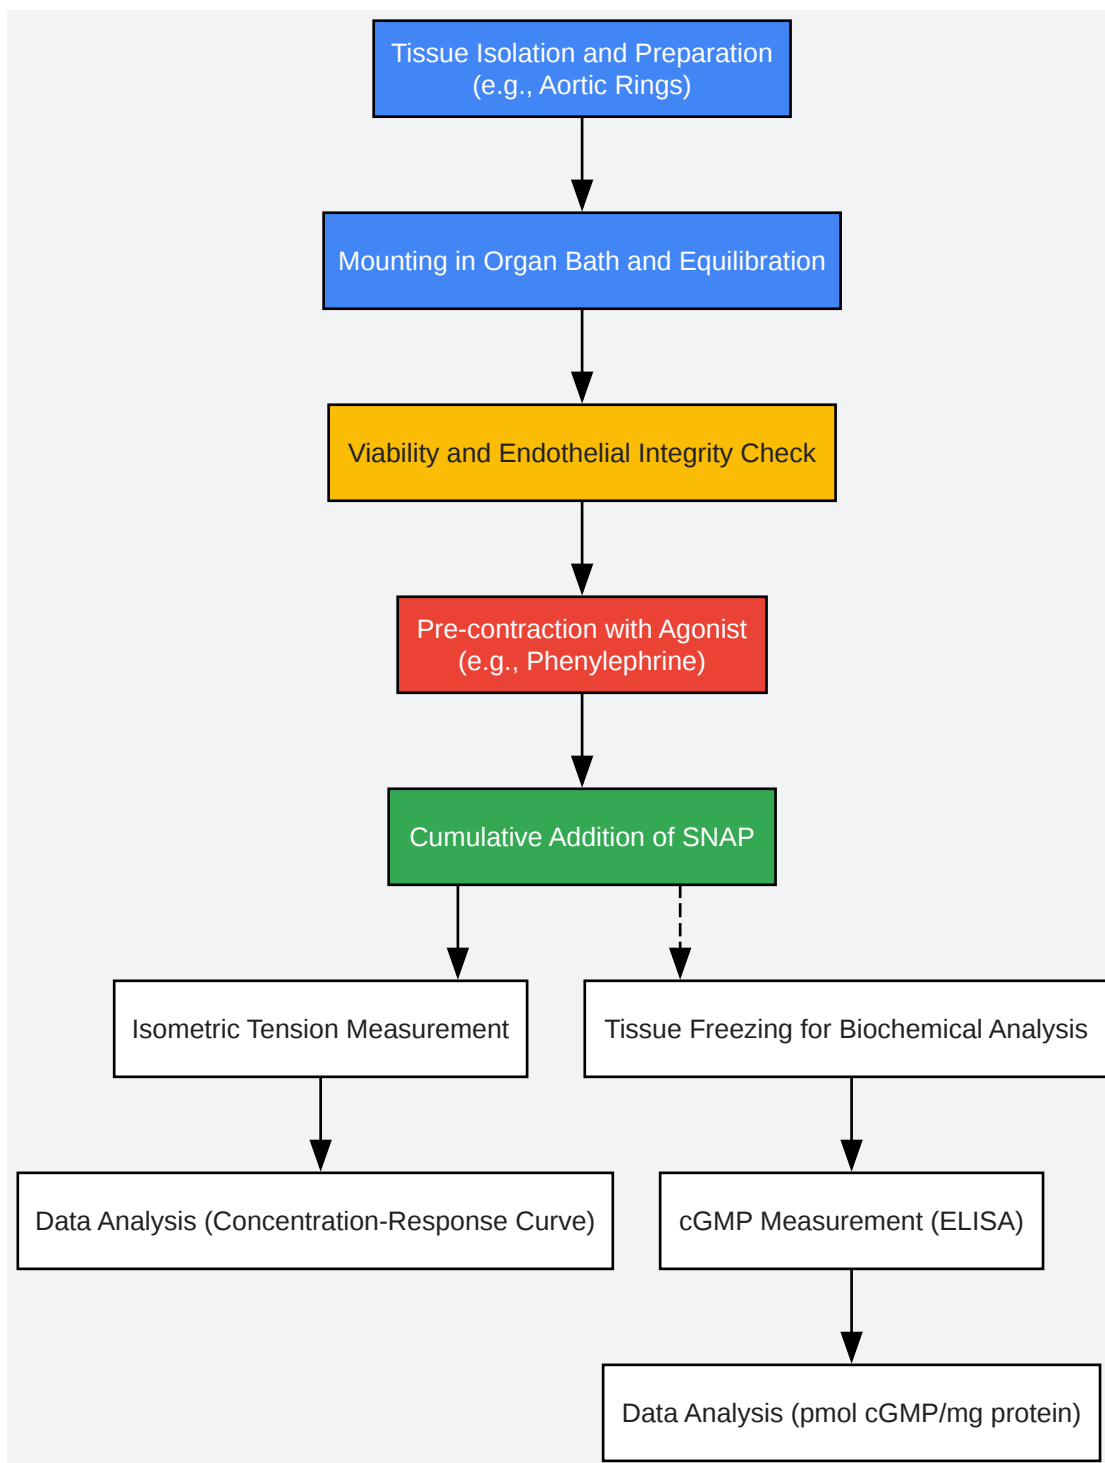 Tissue Isolation and Preparation
(e.g., Aortic Rings)
Mounting in Organ Bath and Equilibration
Viability and Endothelial Integrity Check
Pre-contraction with Agonist
(e.g., Phenylephrine)
Cumulative Addition of SNAP
Isometric Tension Measurement
Tissue Freezing for Biochemical Analysis
Data Analysis (Concentration-Response Curve)
cGMP Measurement (ELISA)
Data Analysis (pmol cGMP/mg protein)